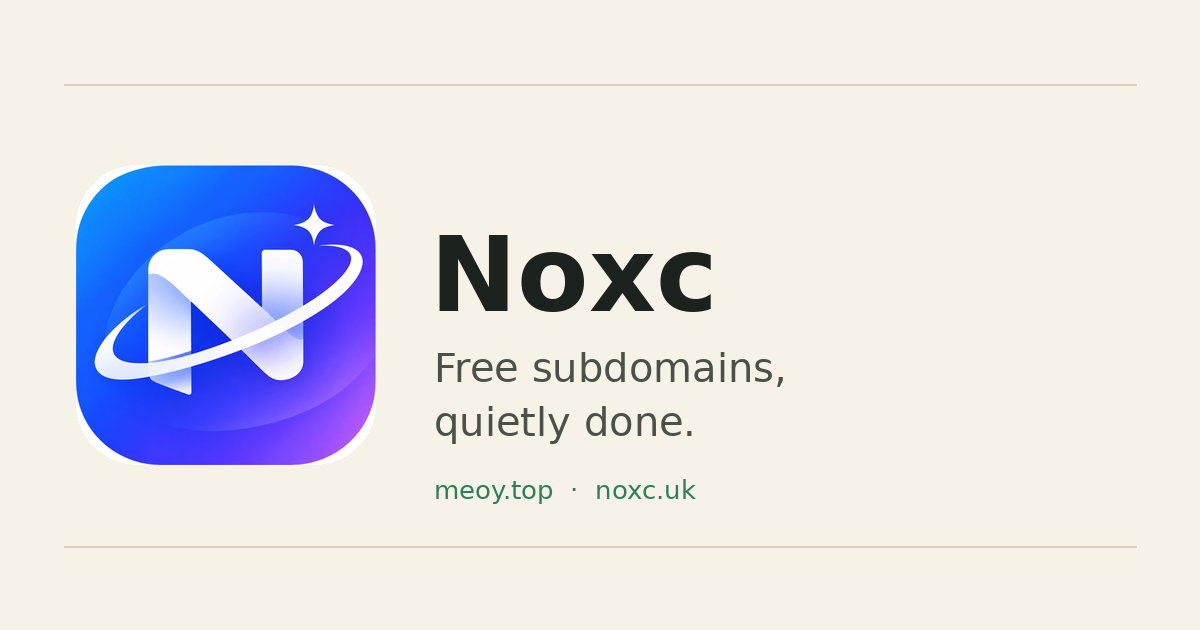 N
Noxc
Free subdomains,
quietly done.
meoy.top · noxc.uk